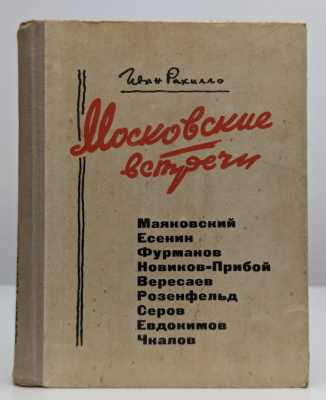 Иван Рахилло
Московские
встречи
Маяковский
Есенин
Фурманов
Новиков-Прибой
Вересаев
Розенфельд
Серов
Евдокимов
Чкалов